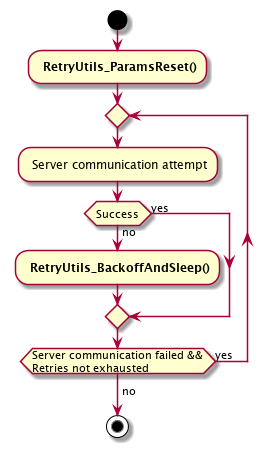 RetryUtils_ParamsReset()
Server communication attempt
Success
yes
no
RetryUtils_BackoffAndSleep()
Server communication failed &&
Retries not exhausted
yes
no